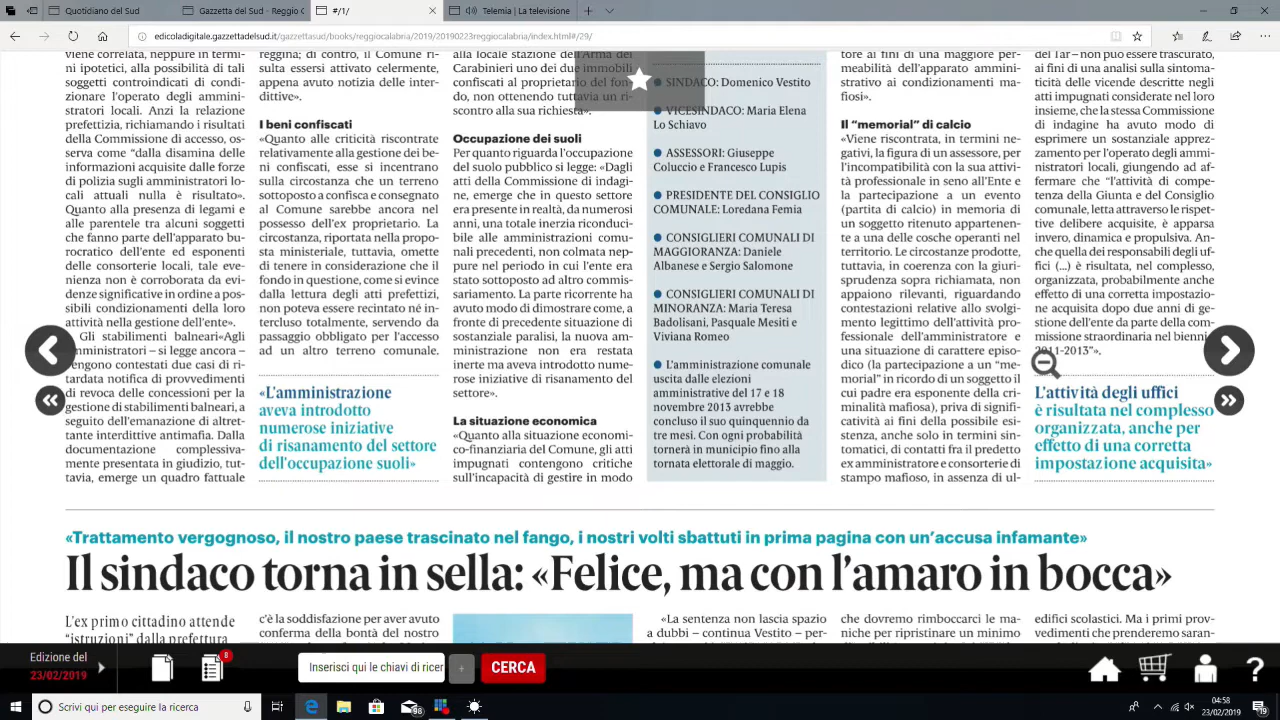 Quotidiano del Sud
Gazzetta del Sud - Reggio C
#/1
Telemia | La Televisione
edicoladigitale.gazzettadelsud.it/gazzettasud/books/reggiocalabria/2019/20190223reggiocalabria/index.html#/29/
viene correlata, neppure in termi-
ni ipotetici, alla possibilità di tali
soggetti controindicati di condi-
zionare l'operato degli ammini-
stratori locali. Anzi la relazione
prefettizia, richiamando i risultati
della Commissione di accesso, os-
serva come "dalla disamina delle
informazioni acquisite dalle forze
di polizia sugli amministratori lo-
cali attuali nulla è risultato».
Quanto alla presenza di legami e
alle parentele tra alcuni soggetti
che fanno parte dell'apparato bu-
rocratico dell'ente ed esponenti
delle consorterie locali, tale eve-
nienza non è corroborata da evi-
denze significative in ordine a pos-
sibili condizionamenti della loro
attività nella gestione dell'ente».
Gli stabilimenti balneari«Agli
amministratori – si legge ancora –
vengono contestati due casi di ri-
tardata notifica di provvedimenti
di revoca delle concessioni per la
gestione di stabilimenti balneari, a
seguito dell'emanazione di altret-
tante interdittive antimafia. Dalla
documentazione complessiva-
mente presentata in giudizio, tut-
tavia, emerge un quadro fattuale
reggina; di contro, il Comune ri-
sulta essersi attivato celermente,
appena avuto notizia delle inter-
dittive».
I beni confiscati
«Quanto alle criticità riscontrate
relativamente alla gestione dei be-
ni confiscati, esse si incentrano
sulla circostanza che un terreno
sottoposto a confisca e consegnato
al Comune sarebbe ancora nel
possesso dell'ex proprietario. La
circostanza, riportata nella propo-
sta ministeriale, tuttavia, omette
di tenere in considerazione che il
fondo in questione, come si evince
dalla lettura degli atti prefettizi,
non poteva essere recintato né in-
tercluso totalmente, servendo da
passaggio obbligato per l'accesso
ad un altro terreno comunale.
«L'amministrazione
aveva introdotto
numerose iniziative
di risanamento del settore
dell'occupazione suoli»
alla locale stazione dell'Arma dei
Carabinieri uno dei due immobili
confiscati al proprietario del fon-
do, non ottenendo tuttavia un ri-
scontro alla sua richiesta».
Occupazione dei suoli
Per quanto riguarda l'occupazione
del suolo pubblico si legge: «Dagli
atti della Commissione di indagi-
ne, emerge che in questo settore
era presente in realtà, da numerosi
anni, una totale inerzia riconduci-
bile alle amministrazioni comu-
nali precedenti, non colmata nep-
pure nel periodo in cui l'ente era
stato sottoposto ad altro commis-
sariamento. La parte ricorrente ha
avuto modo di dimostrare come, a
fronte di precedente situazione di
sostanziale paralisi, la nuova am-
ministrazione non era restata
inerte ma aveva introdotto nume-
rose iniziative di risanamento del
settore».
La situazione economica
«Quanto alla situazione economi-
co-finanziaria del Comune, gli atti
impugnati contengono critiche
sull'incapacità di gestire in modo
● SINDACO: Domenico Vestito
● VICESINDACO: Maria Elena
Lo Schiavo
● ASSESSORI: Giuseppe
Coluccio e Francesco Lupis
● PRESIDENTE DEL CONSIGLIO
COMUNALE: Loredana Femia
● CONSIGLIERI COMUNALI DI
MAGGIORANZA: Daniele
Albanese e Sergio Salomone
● CONSIGLIERI COMUNALI DI
MINORANZA: Maria Teresa
Badolisani, Pasquale Mesiti e
Viviana Romeo
● L'amministrazione comunale
uscita dalle elezioni
amministrative del 17 e 18
novembre 2013 avrebbe
concluso il suo quinquennio da
tre mesi. Con ogni probabilità
tornerà in municipio fino alla
tornata elettorale di maggio.
tore ai fini di una maggiore per-
meabilità dell'apparato ammini-
strativo ai condizionamenti ma-
fiosi».
Il "memorial" di calcio
«Viene riscontrata, in termini ne-
gativi, la figura di un assessore, per
l'incompatibilità con la sua attivi-
tà professionale in seno all'Ente e
la partecipazione a un evento
(partita di calcio) in memoria di
un soggetto ritenuto appartenen-
te a una delle cosche operanti nel
territorio. Le circostanze prodotte,
tuttavia, in coerenza con la giuri-
sprudenza sopra richiamata, non
appaiono rilevanti, riguardando
contestazioni relative allo svolgi-
mento legittimo dell'attività pro-
fessionale dell'amministratore e
una situazione di carattere episo-
dico (la partecipazione a un "me-
morial" in ricordo di un soggetto il
cui padre era esponente della cri-
minalità mafiosa), priva di signifi-
catività ai fini della possibile esi-
stenza, anche solo in termini sin-
tomatici, di contatti fra il predetto
ex amministratore e consorterie di
stampo mafioso, in assenza di ul-
del Tar – non può essere trascurato,
ai fini di una analisi sulla sintoma-
ticità delle vicende descritte negli
atti impugnati considerate nel loro
insieme, che la stessa Commissione
di indagine ha avuto modo di
esprimere un sostanziale apprez-
zamento per l'operato degli ammi-
nistratori locali, giungendo ad af-
fermare che "l'attività di compe-
tenza della Giunta e del Consiglio
comunale, letta attraverso le rispet-
tive delibere acquisite, è apparsa
invero, dinamica e propulsiva. An-
che quella dei responsabili degli uf-
fici (...) è risultata, nel complesso,
organizzata, probabilmente anche
effetto di una corretta impostazio-
ne acquisita dopo due anni di ge-
stione dell'ente da parte della com-
missione straordinaria nel biennio
2011-2013"».
L'attività degli uffici
è risultata nel complesso
organizzata, anche per
effetto di una corretta
impostazione acquisita»
«Trattamento vergognoso, il nostro paese trascinato nel fango, i nostri volti sbattuti in prima pagina con un'accusa infamante»
Il sindaco torna in sella: «Felice, ma con l'amaro in bocca»
L'ex primo cittadino attende
"istruzioni" dalla prefettura
c'è la soddisfazione per aver avuto
conferma della bontà del nostro
«La sentenza non lascia spazio
a dubbi – continua Vestito – per-
che dovremo rimboccarci le ma-
niche per ripristinare un minimo
edifici scolastici. Ma i primi prov-
vedimenti che prenderemo saran-
Edizione del
23/02/2019
8
Inserisci qui le chiavi di ricer
+
CERCA
Scrivi qui per eseguire la ricerca
98
04:58
23/02/2019
19